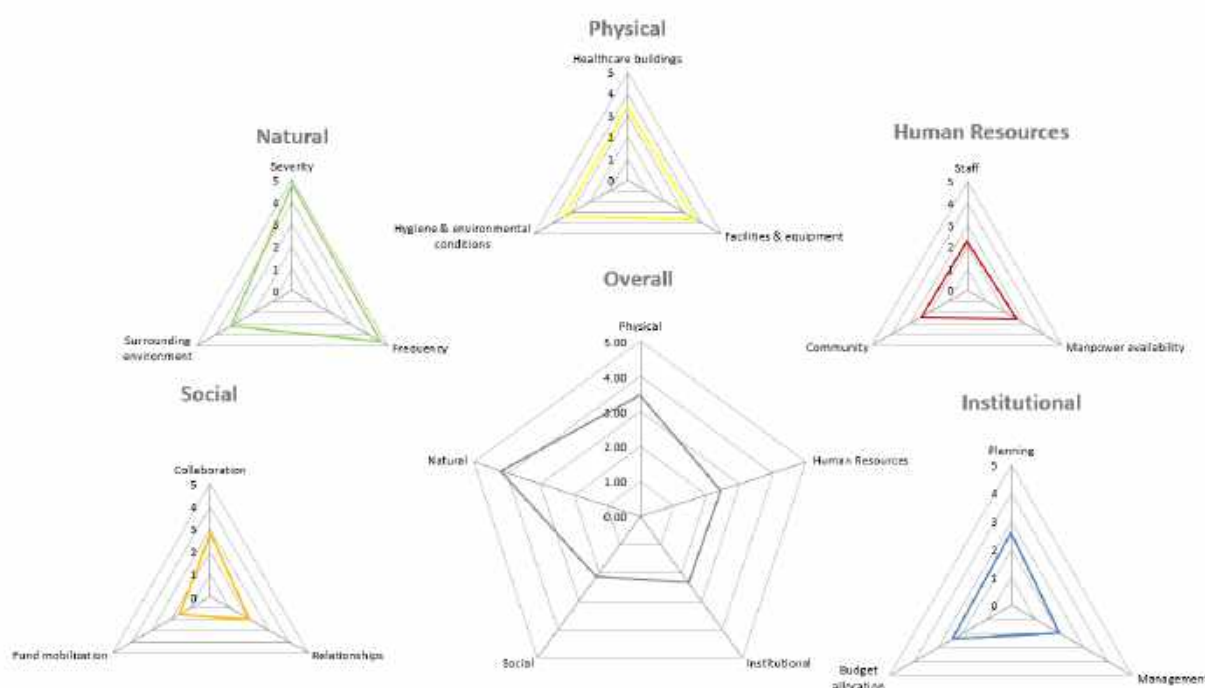 Physical
Healthcare buildings
5
4
3
2
1
0
Hygiene & environmental
conditions
Facilities & equipment
Natural
Severity
5
4
3
2
1
0
Surrounding
environment
Frequency
Human Resources
Staff
5
4
3
2
1
0
Community
Manpower availability
Overall
Physical
5.00
4.00
3.00
2.00
1.00
0.00
Natural
Human Resources
Social
Institutional
Social
Collaboration
5
4
3
2
1
0
Fund mobilization
Relationships
Institutional
Planning
5
4
3
2
1
0
Budget
allocation
Management